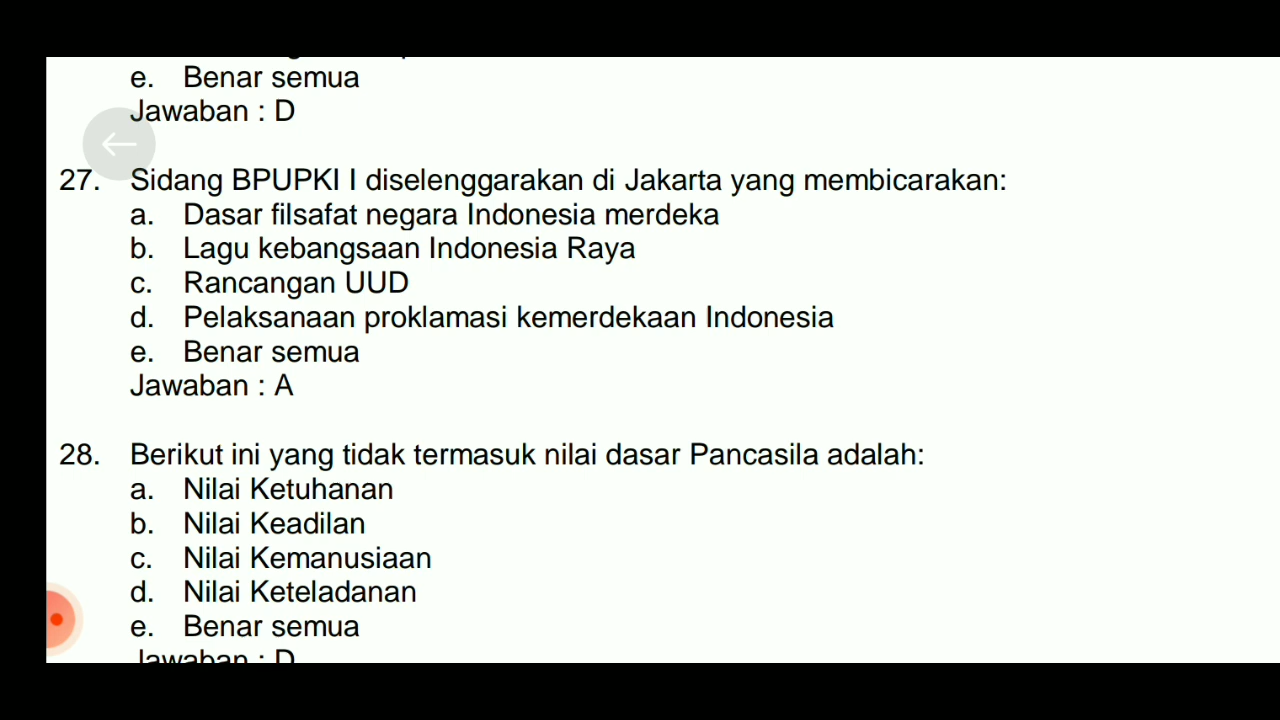 e. Benar semua
Jawaban : D
27. Sidang BPUPKI I diselenggarakan di Jakarta yang membicarakan:
a. Dasar filsafat negara Indonesia merdeka
b. Lagu kebangsaan Indonesia Raya
c. Rancangan UUD
d. Pelaksanaan proklamasi kemerdekaan Indonesia
e. Benar semua
Jawaban : A
28. Berikut ini yang tidak termasuk nilai dasar Pancasila adalah:
a. Nilai Ketuhanan
b. Nilai Keadilan
c. Nilai Kemanusiaan
d. Nilai Keteladanan
e. Benar semua
Jawaban : D